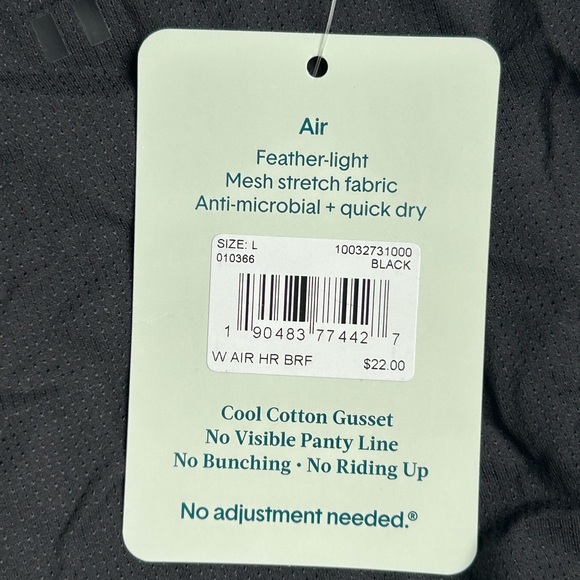 Air
Feather-light
Mesh stretch fabric
Anti-microbial + quick dry
SIZE: L 10032731000
010366 BLACK
1 90483 77442 7
W AIR HR BRF $22.00
Cool Cotton Gusset
No Visible Panty Line
No Bunching • No Riding Up
No adjustment needed.®